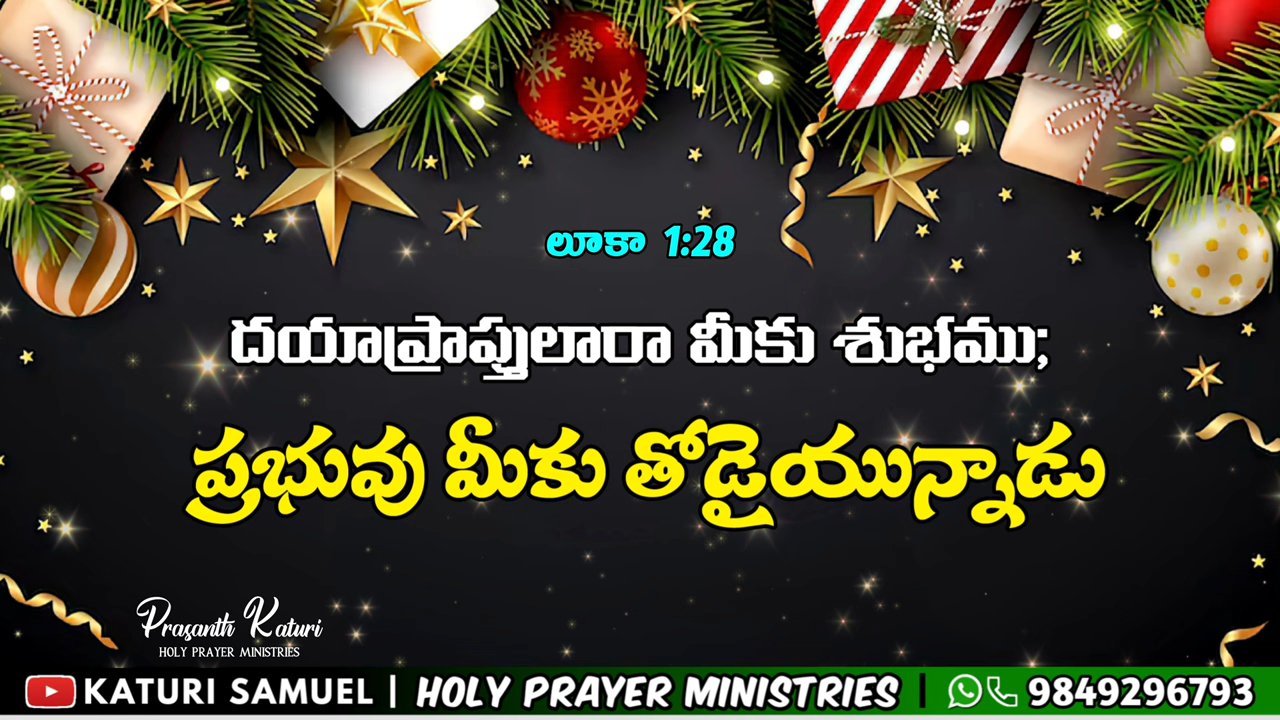 లూకా 1:28
దయాప్రాప్తులారా మీకు శుభము;
ప్రభువు మీకు తోడైయున్నాడు
Prasanth Katuri
HOLY PRAYER MINISTRIES
KATURI SAMUEL | HOLY PRAYER MINISTRIES | 9849296793